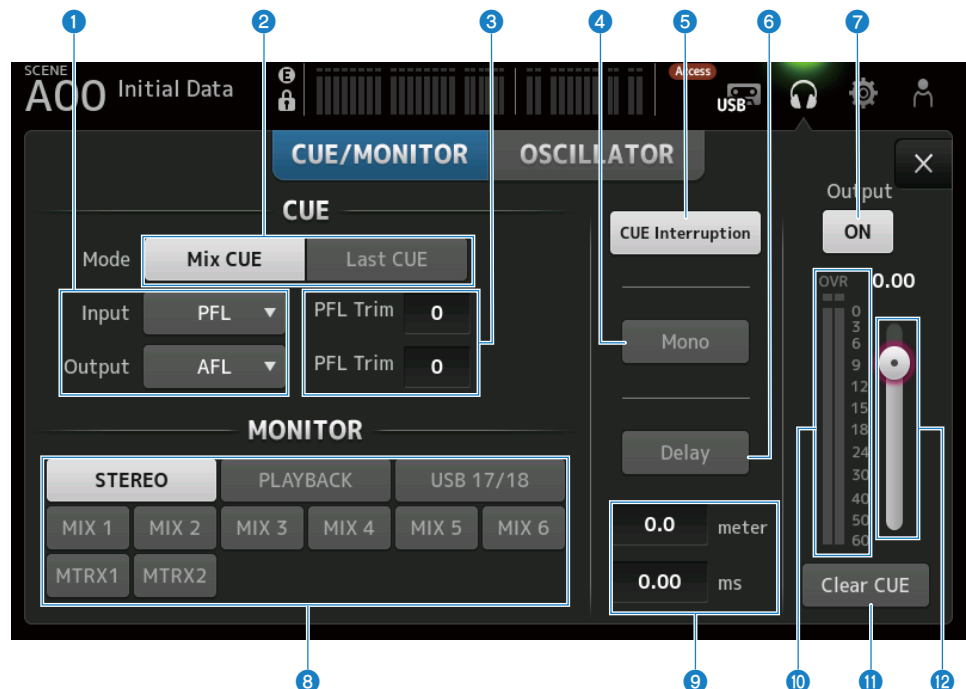 1 2 3 4 5 6 7
SCENE
A00 Initial Data
E
Access
USB
CUE/MONITOR OSCILLATOR
×
CUE
Mode Mix CUE Last CUE
Input PFL ▼ PFL Trim 0
Output AFL ▼ PFL Trim 0
MONITOR
STEREO PLAYBACK USB 17/18
MIX 1 MIX 2 MIX 3 MIX 4 MIX 5 MIX 6
MTRX1 MTRX2
CUE Interruption
Mono
Delay
0.0 meter
0.00 ms
Output
ON
OVR 0.00
0
3
6
9
12
15
18
24
30
40
50
60
Clear CUE
8 9 10 11 12